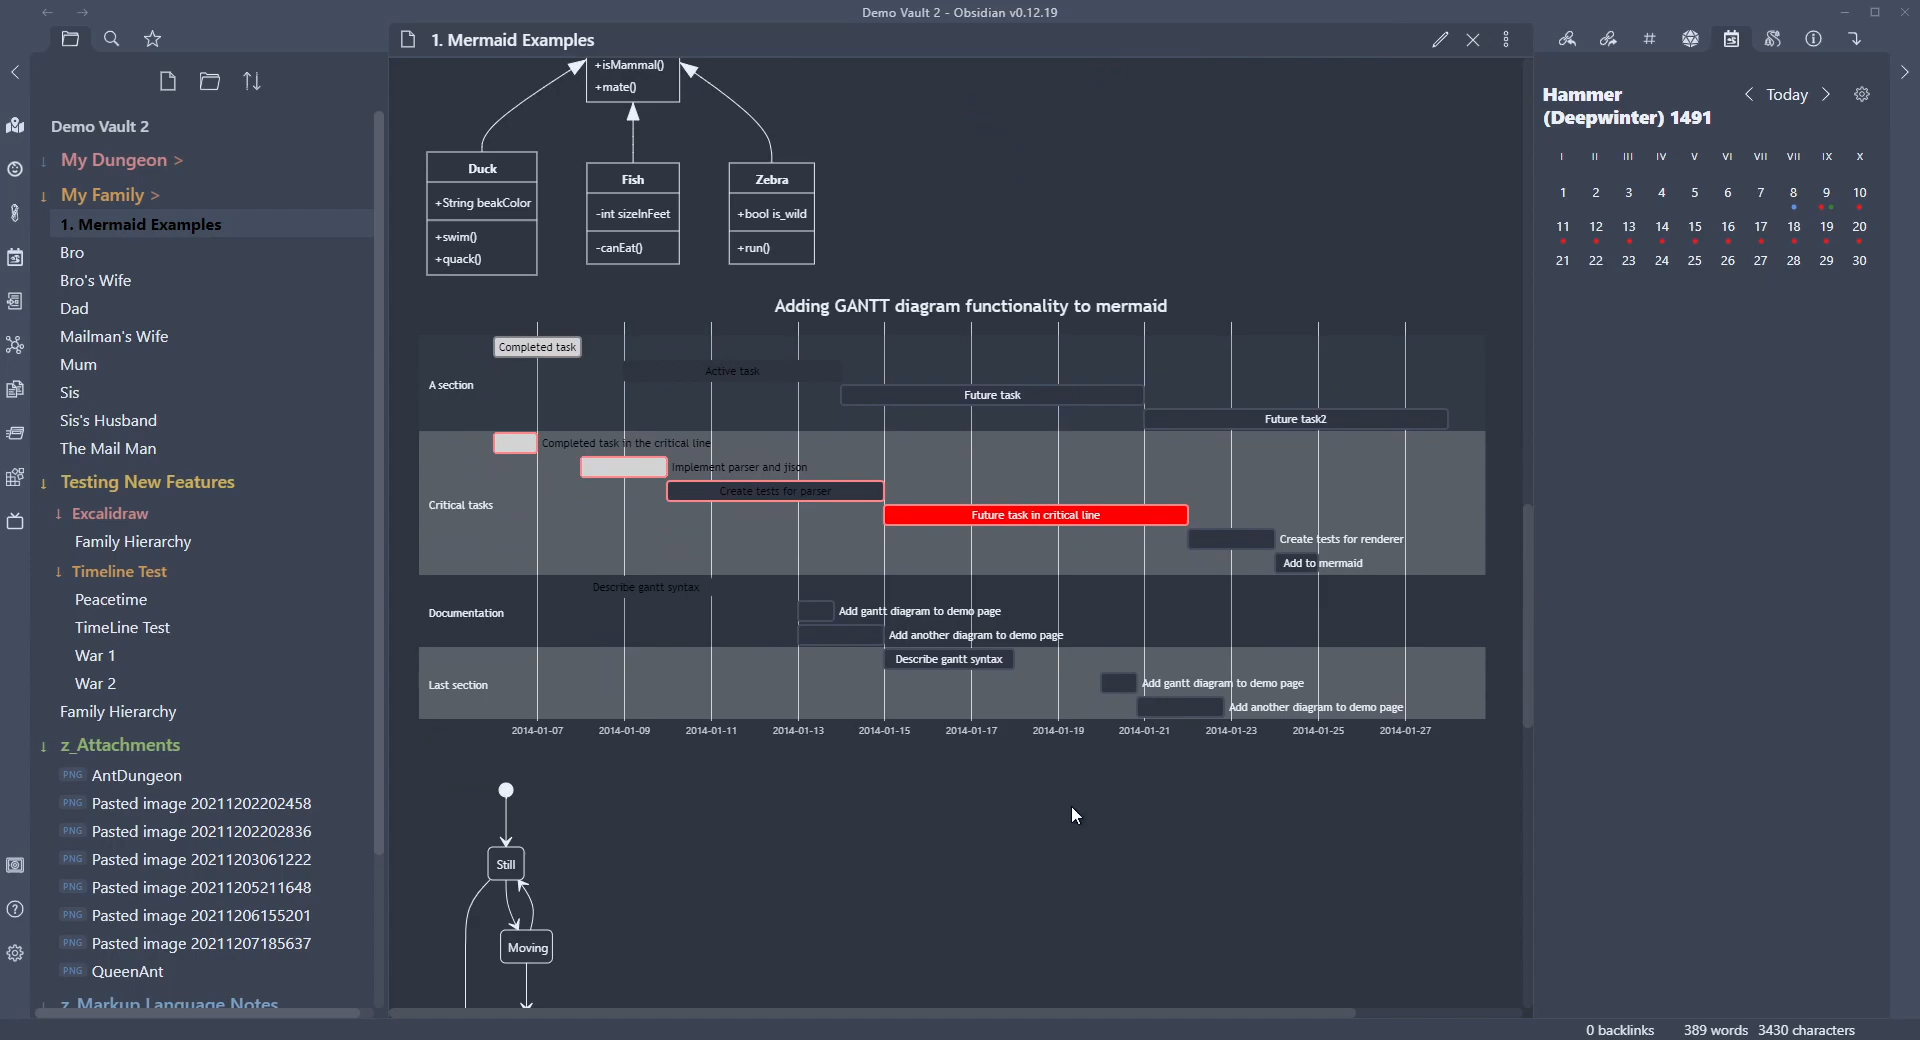 Demo Vault 2 - Obsidian v0.12.19
1. Mermaid Examples
Demo Vault 2
My Dungeon >
My Family >
1. Mermaid Examples
Bro
Bro's Wife
Dad
Mailman's Wife
Mum
Sis
Sis's Husband
The Mail Man
Testing New Features
Excalidraw
Family Hierarchy
Timeline Test
Peacetime
TimeLine Test
War 1
War 2
Family Hierarchy
z_Attachments
PNG AntDungeon
PNG Pasted image 20211202202458
PNG Pasted image 20211202202836
PNG Pasted image 20211203061222
PNG Pasted image 20211205211648
PNG Pasted image 20211206155201
PNG Pasted image 20211207185637
PNG QueenAnt
z_Markup Language Notes
+isMammal()
+mate()
Duck
+String beakColor
+swim()
+quack()
Fish
-int sizeInFeet
-canEat()
Zebra
+bool is_wild
+run()
Adding GANTT diagram functionality to mermaid
A section
Completed task
Active task
Future task
Future task2
Critical tasks
Completed task in the critical line
Implement parser and jison
Create tests for parser
Future task in critical line
Create tests for renderer
Add to mermaid
Documentation
Describe gantt syntax
Add gantt diagram to demo page
Add another diagram to demo page
Last section
Describe gantt syntax
Add gantt diagram to demo page
Add another diagram to demo page
2014-01-07 2014-01-09 2014-01-11 2014-01-13 2014-01-15 2014-01-17 2014-01-19 2014-01-21 2014-01-23 2014-01-25 2014-01-27
Still
Moving
Hammer
(Deepwinter) 1491
Today
I II III IV V VI VII VII IX X
1 2 3 4 5 6 7 8 9 10
11 12 13 14 15 16 17 18 19 20
21 22 23 24 25 26 27 28 29 30
0 backlinks 389 words 3430 characters